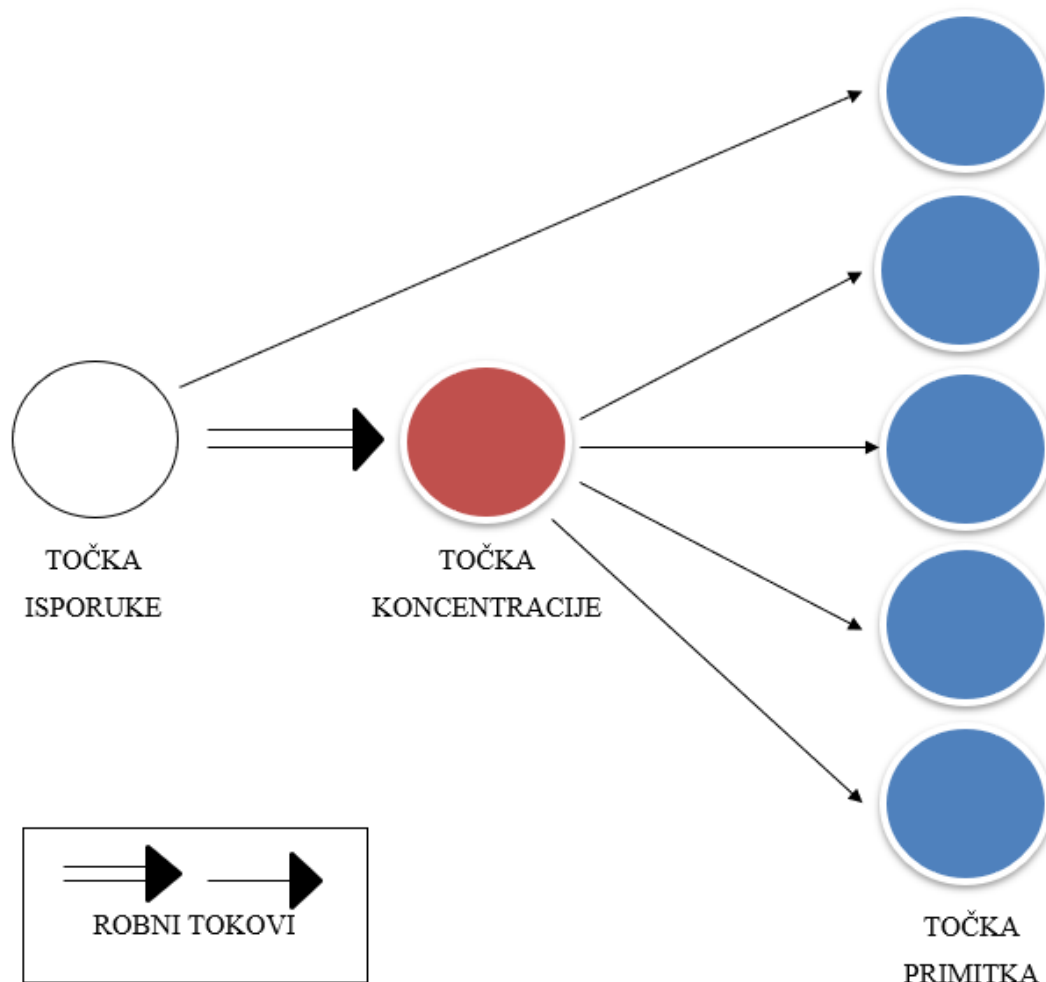 TOČKA
ISPORUKE
TOČKA
KONCENTRACIJE
ROBNI TOKOVI
TOČKA
PRIMITKA